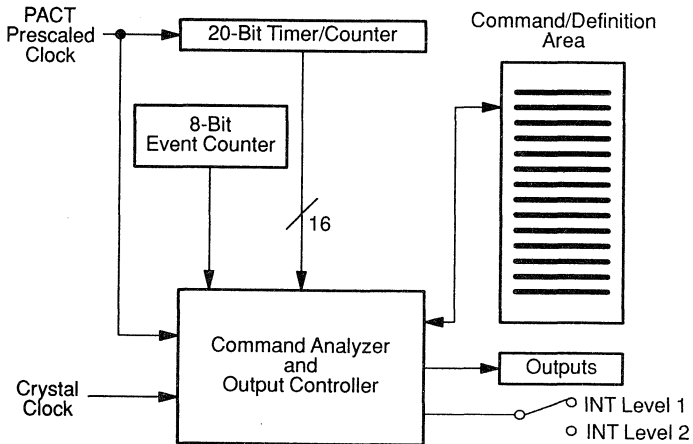 PACT
Prescaled
Clock
20-Bit Timer/Counter
Command/Definition
Area
8-Bit
Event Counter
16
Command Analyzer
and
Output Controller
Crystal
Clock
Outputs
INT Level 1
INT Level 2